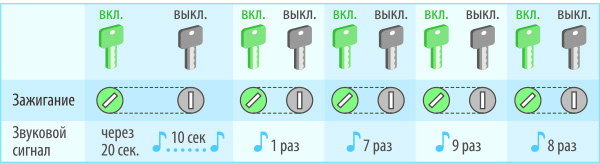 ВКЛ. ВЫКЛ. ВКЛ. ВЫКЛ. ВКЛ. ВЫКЛ. ВКЛ. ВЫКЛ. ВКЛ. ВЫКЛ.
Зажигание
Звуковой сигнал
через 20 сек.
10 сек
1 раз
7 раз
9 раз
8 раз